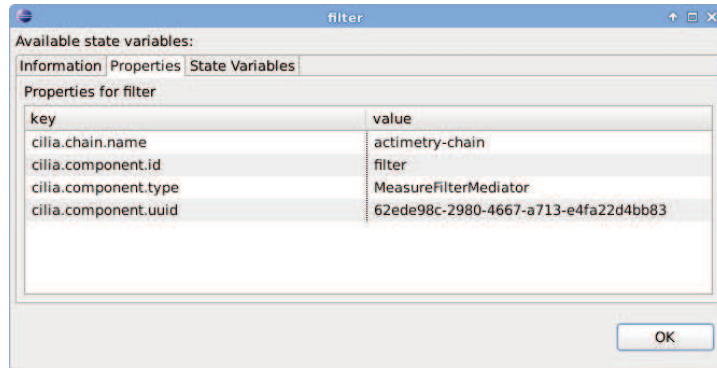 filter
Available state variables:
Information Properties State Variables
Properties for filter
key value
cilia.chain.name actimetry-chain
cilia.component.id filter
cilia.component.type MeasureFilterMediator
cilia.component.uuid 62ede98c-2980-4667-a713-e4fa22d4bb83
OK